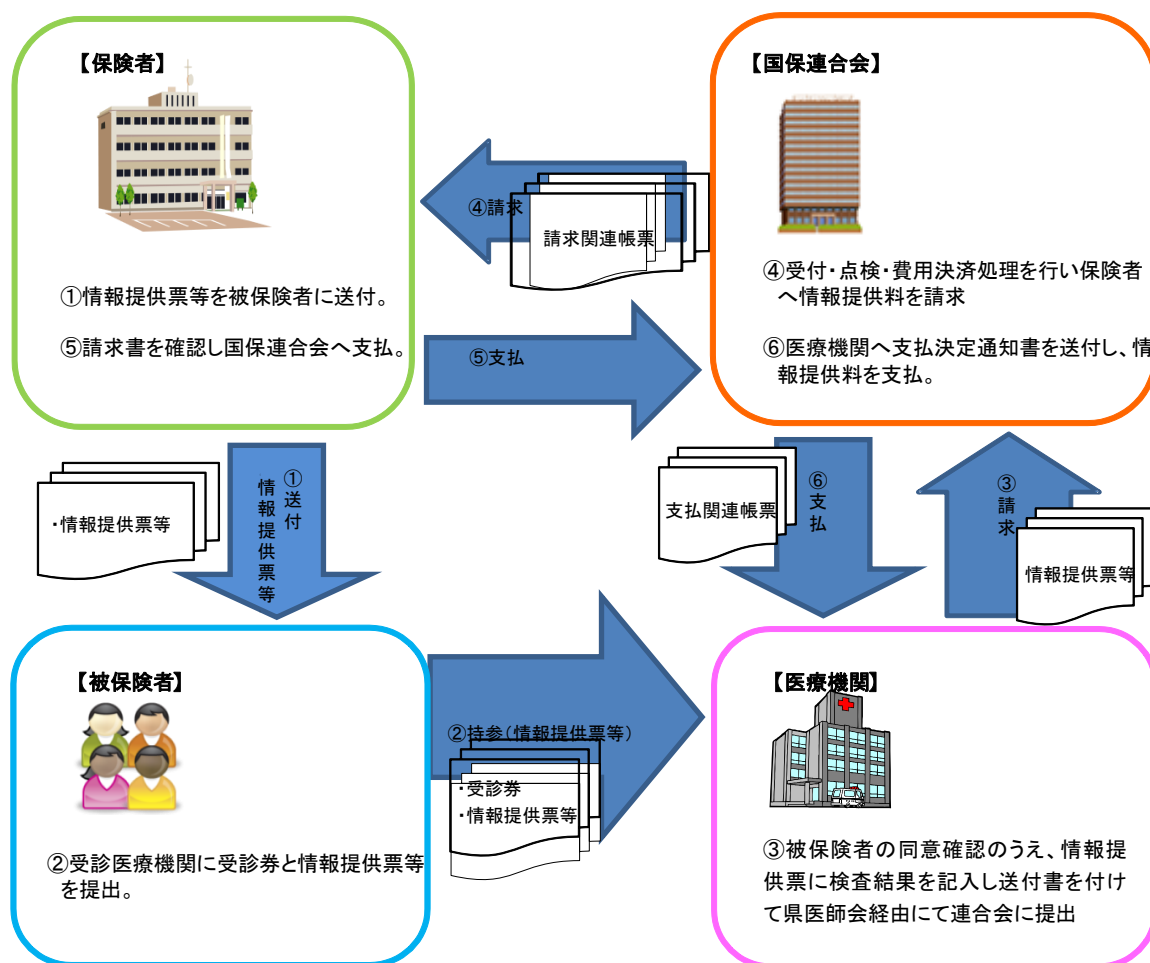 【保険者】
①情報提供票等を被保険者に送付。
⑤請求書を確認し国保連合会へ支払。
④請求
請求関連帳票
⑤支払
【国保連合会】
④受付・点検・費用決済処理を行い保険者
へ情報提供料を請求
⑥医療機関へ支払決定通知書を送付し、情
報提供料を支払。
・情報提供票等
①送付
情報提供票等
支払関連帳票
⑥支払
③請求
情報提供票等
【被保険者】
②受診医療機関に受診券と情報提供票等
を提出。
②持参(情報提供票等)
・受診券
・情報提供票等
【医療機関】
③被保険者の同意確認のうえ、情報提
供票に検査結果を記入し送付書を付け
て県医師会経由にて連合会に提出